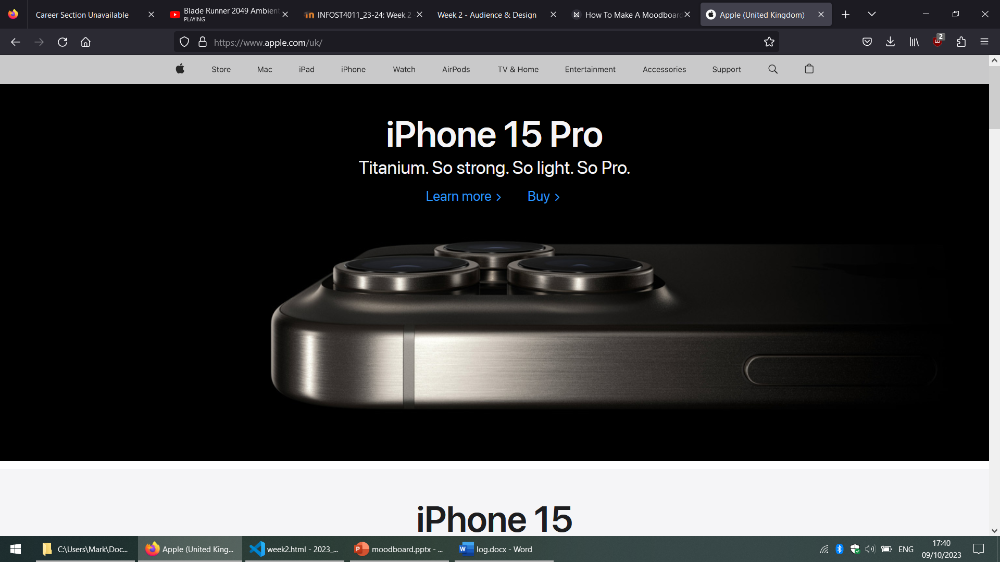 Career Section Unavailable
Blade Runner 2049 Ambient
PLAYING
INFOST4011_23-24: Week 2
Week 2 - Audience & Design
How To Make A Moodboard
Apple (United Kingdom)
https://www.apple.com/uk/
2
Store Mac iPad iPhone Watch AirPods TV & Home Entertainment Accessories Support
iPhone 15 Pro
Titanium. So strong. So light. So Pro.
Learn more > Buy >
iPhone 15
C:\Users\Mark\Doc...
Apple (United King...
week2.html - 2023_...
moodboard.pptx - ...
log.docx - Word
ENG
17:40
09/10/2023